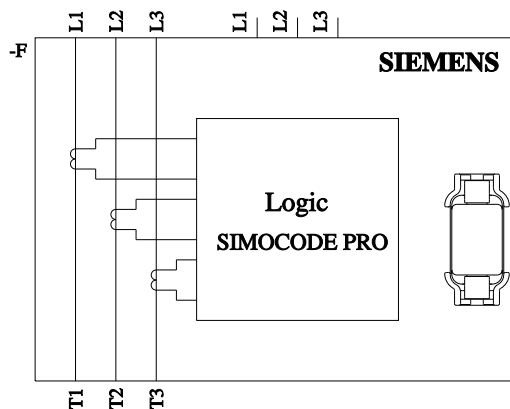 L1 L2 L3 L1 L2 L3
-F
SIEMENS
Logic
SIMOCODE PRO
T1 T2 T3